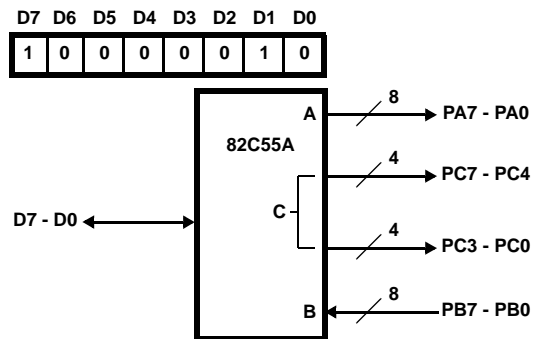 D7 D6 D5 D4 D3 D2 D1 D0
1 0 0 0 0 0 1 0
8
A PA7 - PA0
82C55A
4
PC7 - PC4
C
D7 - D0
4
PC3 - PC0
8
B PB7 - PB0